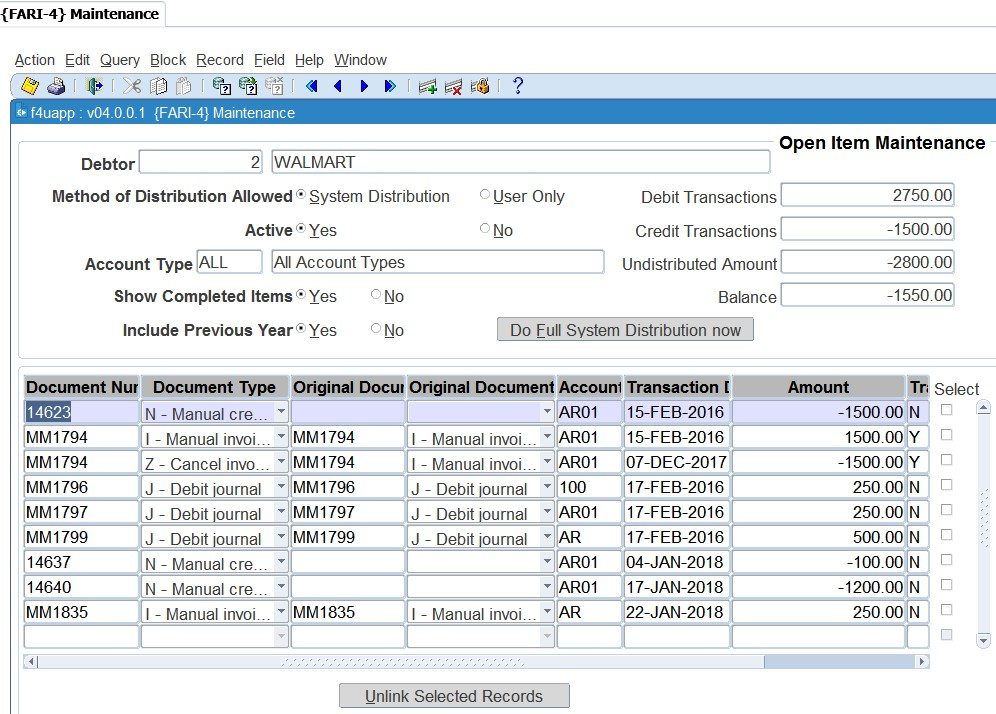 {FARI-4} Maintenance
Action Edit Query Block Record Field Help Window
f4uapp : v04.0.0.1 {FARI-4} Maintenance
Open Item Maintenance
Debtor 2 WALMART
Method of Distribution Allowed System Distribution User Only Debit Transactions 2750.00
Active Yes No Credit Transactions -1500.00
Account Type ALL All Account Types Undistributed Amount -2800.00
Show Completed Items Yes No Balance -1550.00
Include Previous Year Yes No Do Full System Distribution now
Document Nur Document Type Original Docur Original Document Account Transaction D Amount Tra Select
14623 N - Manual cre... AR01 15-FEB-2016 -1500.00 N
MM1794 I - Manual invoi... MM1794 I - Manual invoi... AR01 15-FEB-2016 1500.00 Y
MM1794 Z - Cancel invo... MM1794 I - Manual invoi... AR01 07-DEC-2017 -1500.00 Y
MM1796 J - Debit journal MM1796 J - Debit journal 100 17-FEB-2016 250.00 N
MM1797 J - Debit journal MM1797 J - Debit journal AR01 17-FEB-2016 250.00 N
MM1799 J - Debit journal MM1799 J - Debit journal AR 17-FEB-2016 500.00 N
14637 N - Manual cre... AR01 04-JAN-2018 -100.00 N
14640 N - Manual cre... AR01 17-JAN-2018 -1200.00 N
MM1835 I - Manual invoi... MM1835 I - Manual invoi... AR 22-JAN-2018 250.00 N
Unlink Selected Records